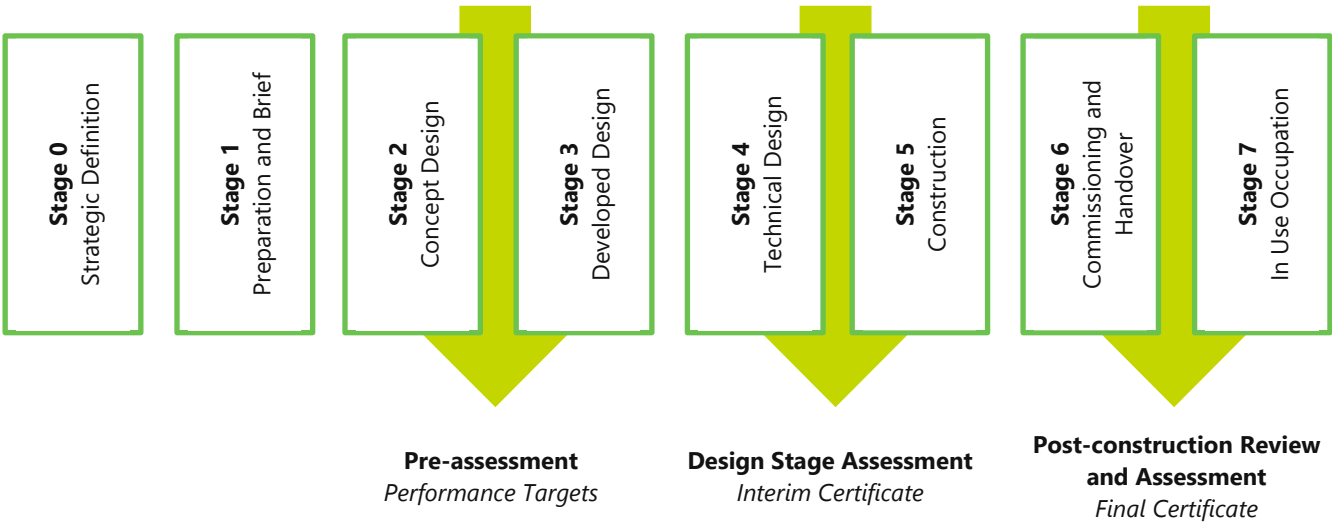 Stage 0
Strategic Definition
Stage 1
Preparation and Brief
Stage 2
Concept Design
Stage 3
Developed Design
Stage 4
Technical Design
Stage 5
Construction
Stage 6
Commissioning and
Handover
Stage 7
In Use Occupation
Pre-assessment
Performance Targets
Design Stage Assessment
Interim Certificate
Post-construction Review
and Assessment
Final Certificate